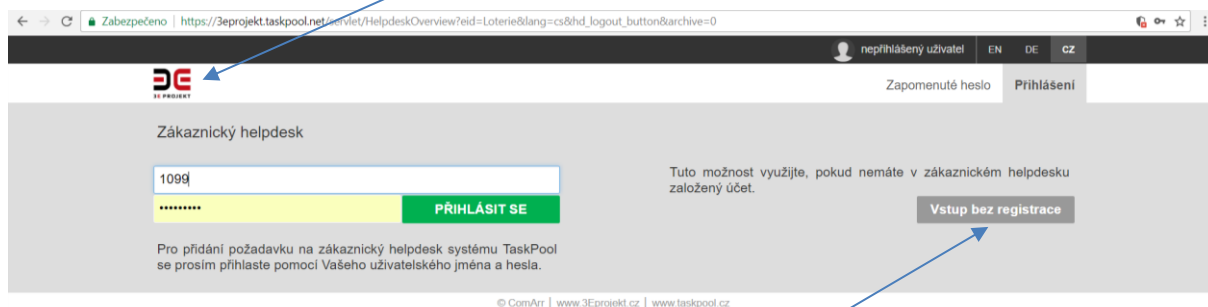 Zabezpečeno | https://3eprojekt.taskpool.net/servlet/HelpdeskOverview?eid=Loterie&lang=cs&hd_logout_button&archive=0
nepřihlášený uživatel EN DE CZ
3E PROJEKT
Zapomenuté heslo Přihlášení
Zákaznický helpdesk
1099
PŘIHLÁSIT SE
Pro přidání požadavku na zákaznický helpdesk systému TaskPool
se prosím přihlaste pomocí Vašeho uživatelského jména a hesla.
Tuto možnost využijte, pokud nemáte v zákaznickém helpdesku
založený účet.
Vstup bez registrace
© ComArr | www.3Eprojekt.cz | www.taskpool.cz